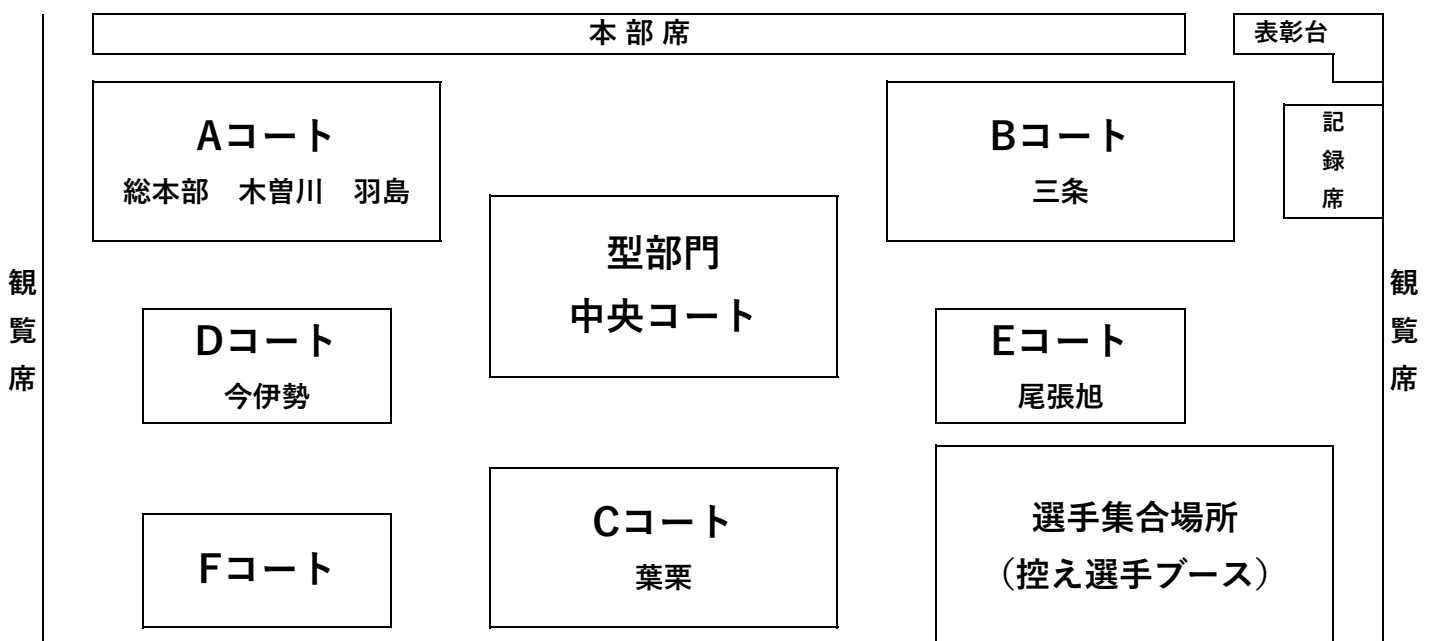 本部席
表彰台
Aコート
総本部　木曽川　羽島
Bコート
三条
記録席
型部門
中央コート
観覧席
観覧席
Dコート
今伊勢
Eコート
尾張旭
Cコート
葉栗
選手集合場所
（控え選手ブース）
Fコート